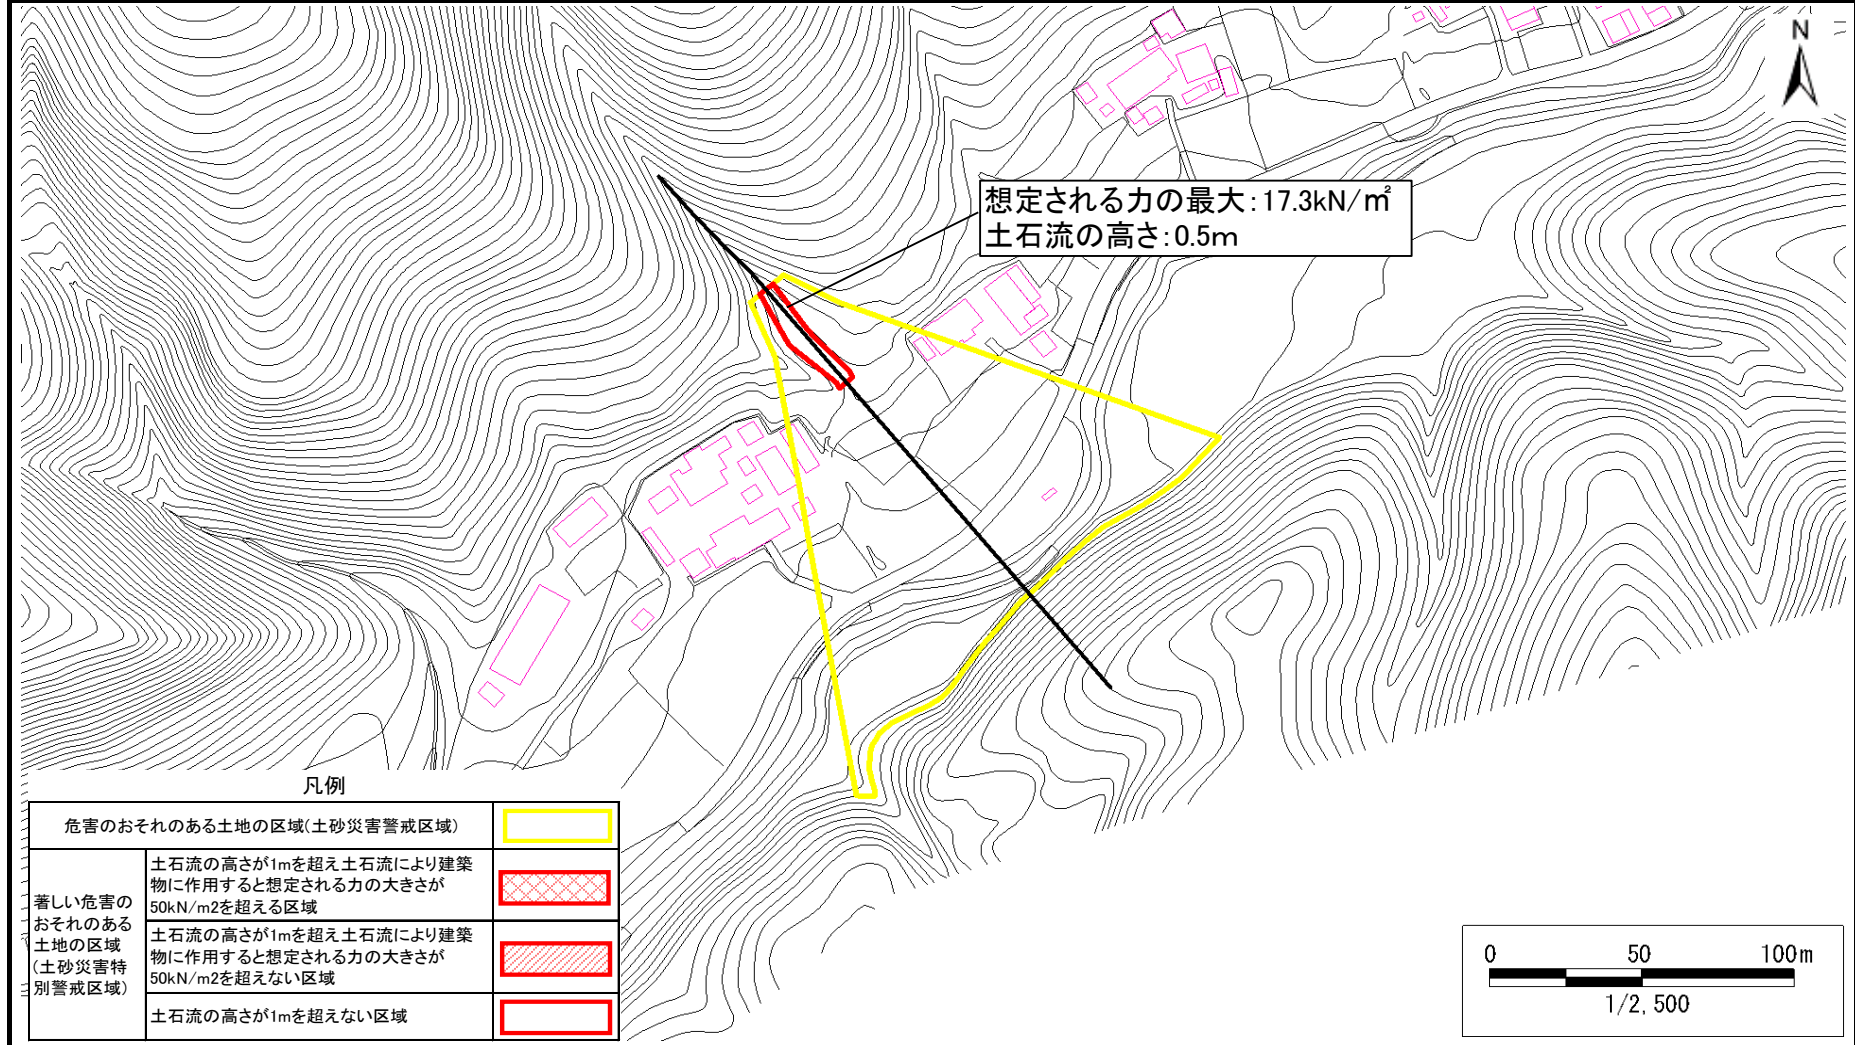 N
想定される力の最大:17.3kN/㎡
土石流の高さ:0.5m
凡例
危害のおそれのある土地の区域(土砂災害警戒区域)
著しい危害の
おそれのある
土地の区域
(土砂災害特
別警戒区域)
土石流の高さが1mを超え土石流により建築
物に作用すると想定される力の大きさが
50kN/m2を超える区域
土石流の高さが1mを超え土石流により建築
物に作用すると想定される力の大きさが
50kN/m2を超えない区域
土石流の高さが1mを超えない区域
0 50 100m
1/2,500